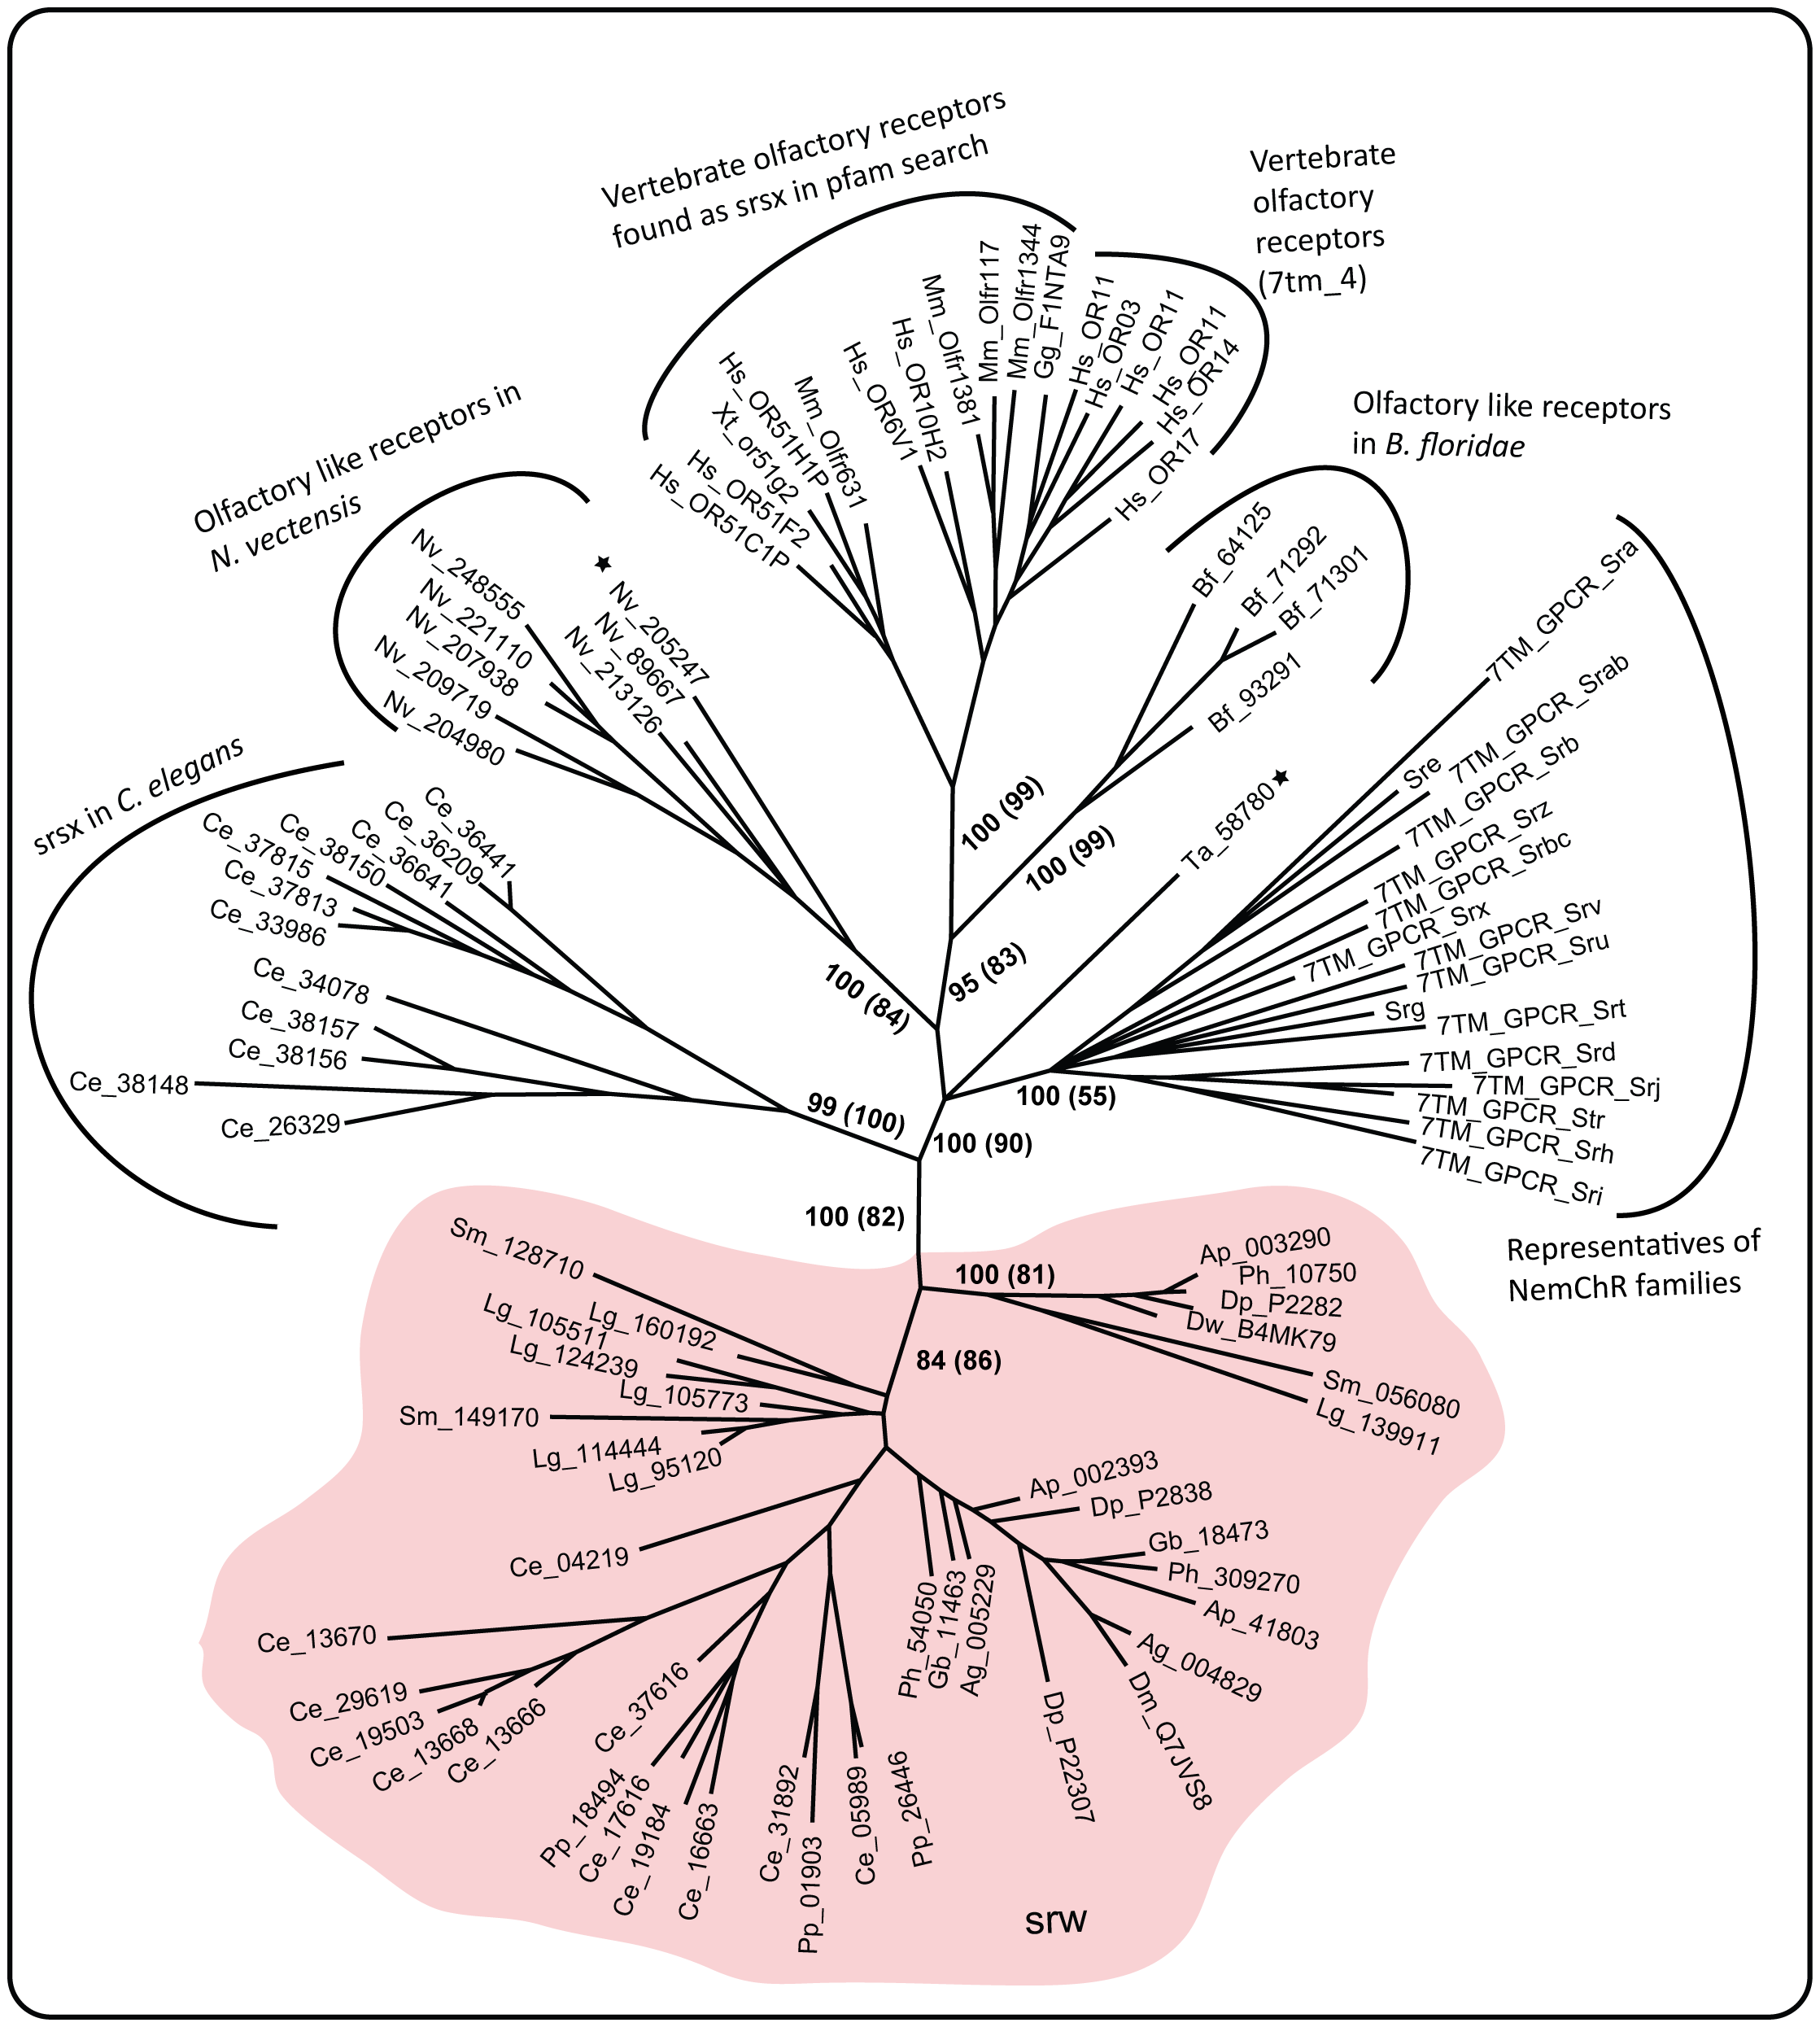 Vertebrate olfactory receptors
found as srsx in pfam search
Vertebrate
olfactory
receptors
(7tm_4)
Olfactory like receptors in
N. vectensis
Olfactory like receptors
in B. floridae
srsx in C. elegans
Representatives of
NemChR families
Hs_OR51C1P
Hs_OR51F2
Xt_or51g2
Hs_OR51H1P
Mm_Olfr631
Hs_OR6V1
Hs_OR10H2
Mm_Olfr1381
Mm_Olfr117
Mm_Olfr1344
Gg_F1NTA9
Hs_OR11
Hs_OR03
Hs_OR11
Hs_OR11
Hs_OR14
Hs_OR17
Nv_248555
Nv_221110
Nv_207938
Nv_209719
Nv_204980
Nv_205247
Nv_89667
Nv_213126
Bf_64125
Bf_71292
Bf_71301
Bf_93291
Ta_58780
7TM_GPCR_Sra
7TM_GPCR_Srab
Sre
7TM_GPCR_Srb
7TM_GPCR_Srz
7TM_GPCR_Srbc
7TM_GPCR_Srx
7TM_GPCR_Srv
7TM_GPCR_Sru
Srg
7TM_GPCR_Srt
7TM_GPCR_Srd
7TM_GPCR_Srj
7TM_GPCR_Str
7TM_GPCR_Srh
7TM_GPCR_Sri
Ce_36441
Ce_36209
Ce_36641
Ce_38150
Ce_37815
Ce_37813
Ce_33986
Ce_34078
Ce_38157
Ce_38156
Ce_38148
Ce_26329
100 (99)
100 (99)
95 (83)
100 (84)
99 (100)
100 (55)
100 (90)
100 (82)
100 (81)
84 (86)
Sm_128710
Lg_160192
Lg_105511
Lg_124239
Lg_105773
Sm_149170
Lg_114444
Lg_95120
Ap_003290
Ph_10750
Dp_P2282
Dw_B4MK79
Sm_056080
Lg_139911
Ap_002393
Dp_P2838
Gb_18473
Ph_309270
Ap_41803
Ag_004829
Dm_Q7JVS8
Dp_P22307
Ph_54050
Gb_11463
Ag_005229
Ce_04219
Ce_13670
Ce_29619
Ce_19503
Ce_13668
Ce_13666
Ce_37616
Pp_18494
Ce_17616
Ce_19184
Ce_16663
Ce_31892
Pp_01903
Ce_05989
Pp_26446
srw